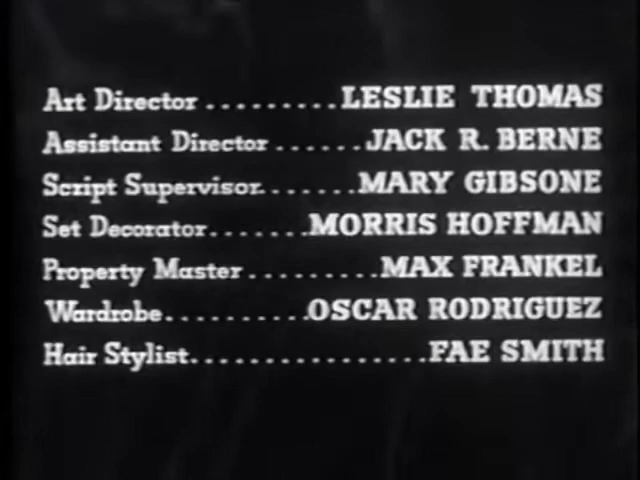 Art Director.........LESLIE THOMAS
Assistant Director......JACK R. BERNE
Script Supervisor.......MARY GIBSONE
Set Decorator.......MORRIS HOFFMAN
Property Master.........MAX FRANKEL
Wardrobe..........OSCAR RODRIGUEZ
Hair Stylist................FAE SMITH